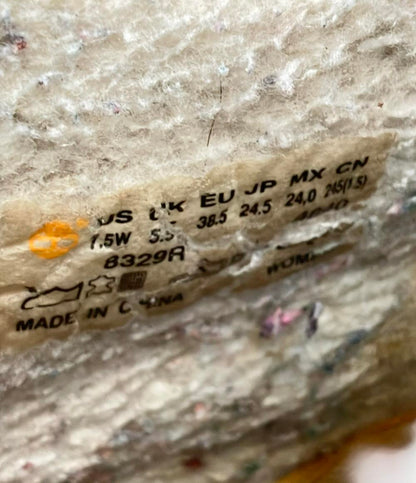 US UK EU JP MX CN
7.5W 5.5 38.5 24.5 24,0 245(1.5)
8329R
MADE IN CHINA